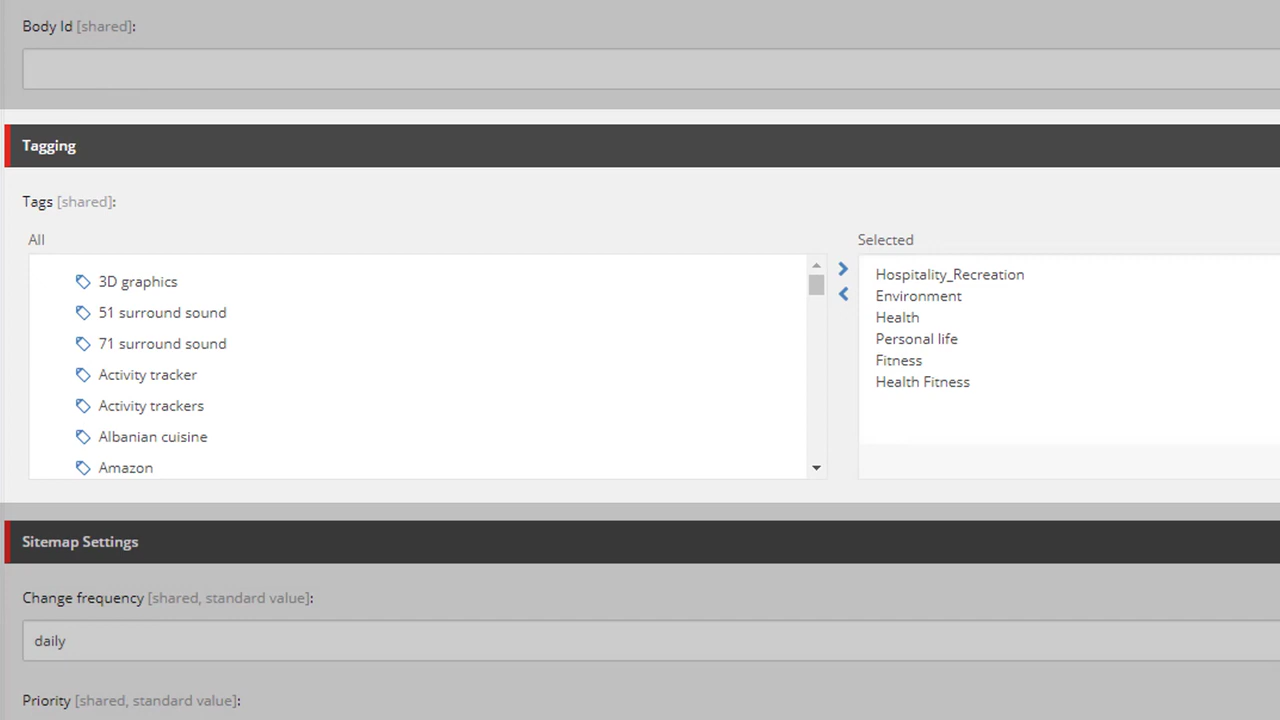 Body Id [shared]:
Tagging
Tags [shared]:
All
3D graphics
51 surround sound
71 surround sound
Activity tracker
Activity trackers
Albanian cuisine
Amazon
Selected
Hospitality_Recreation
Environment
Health
Personal life
Fitness
Health Fitness
Sitemap Settings
Change frequency [shared, standard value]:
daily
Priority [shared, standard value]: